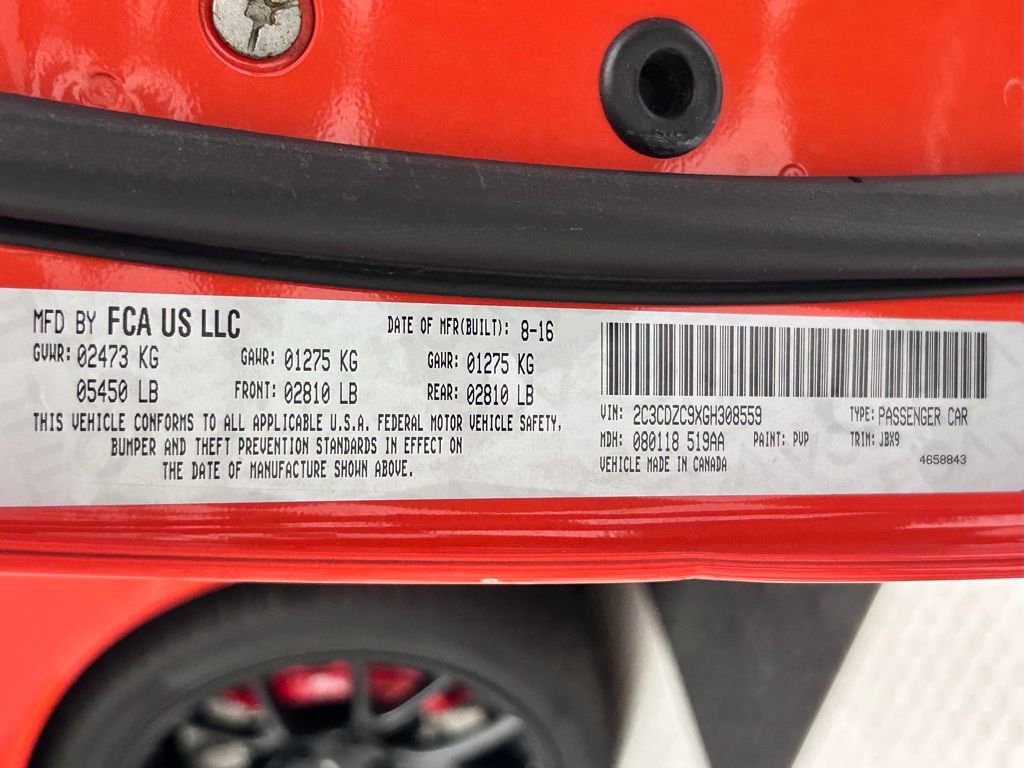 MFD BY FCA US LLC
DATE OF MFR(BUILT): 8-16
GVWR: 02473 KG GAWR: 01275 KG GAWR: 01275 KG
05450 LB FRONT: 02810 LB REAR: 02810 LB
THIS VEHICLE CONFORMS TO ALL APPLICABLE U.S.A. FEDERAL MOTOR VEHICLE SAFETY,
BUMPER AND THEFT PREVENTION STANDARDS IN EFFECT ON
THE DATE OF MANUFACTURE SHOWN ABOVE.
VIN: 2C3CDZC9XGH308559 TYPE: PASSENGER CAR
MDH: 080118 519AA PAINT: PVP TRIM: JBX9
VEHICLE MADE IN CANADA 4658843